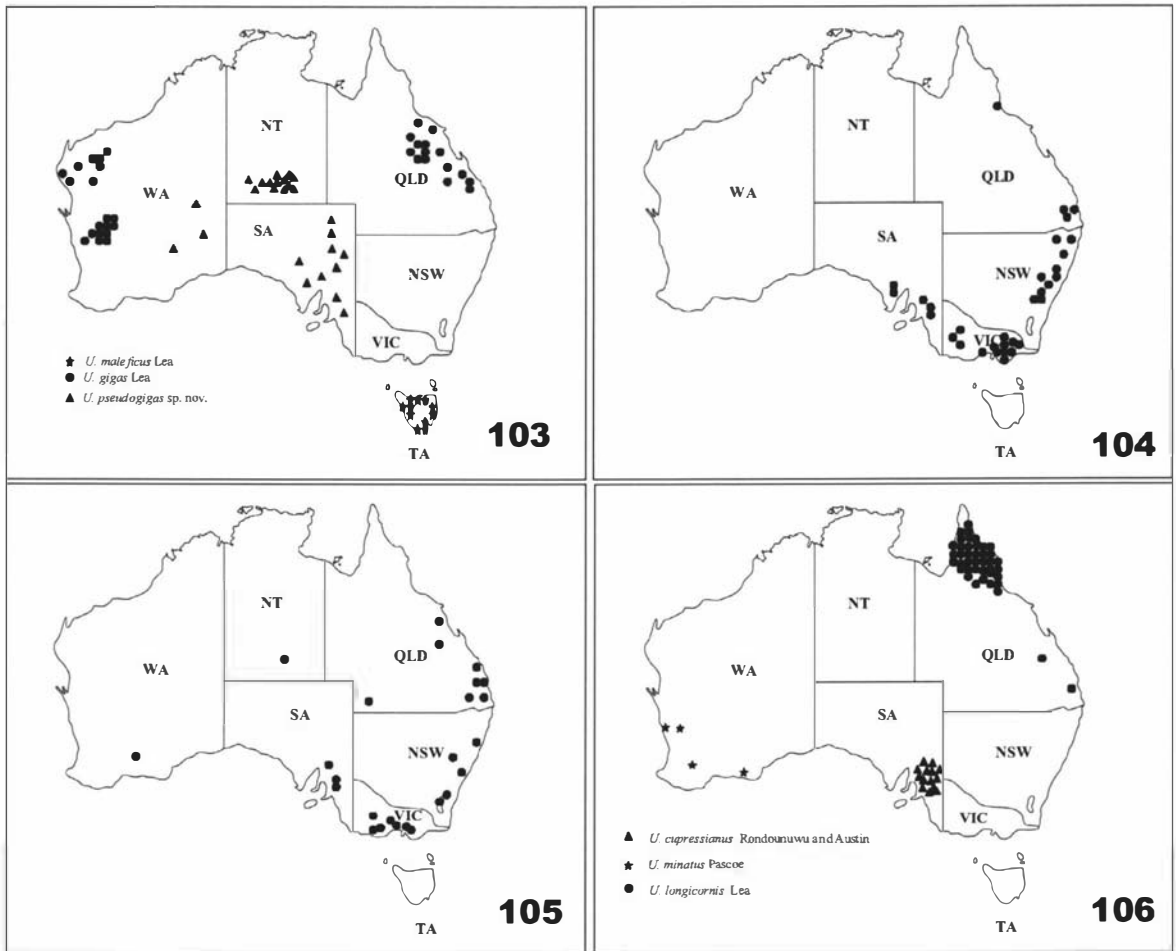 NT
QLD
WA
SA
NSW
VIC
U. maleficus Lea
U. gigas Lea
U. pseudogigas sp. nov.
103
TA
NT
QLD
WA
SA
NSW
VIC
104
TA
NT
QLD
WA
SA
NSW
VIC
105
TA
NT
QLD
WA
SA
NSW
VIC
U. cupressianus Rondounuwu and Austin
U. minatus Pascoe
U. longicornis Lea
106
TA